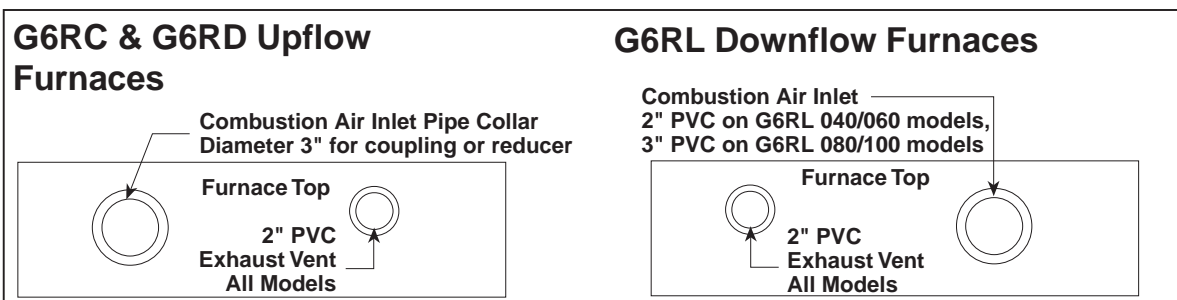 G6RC & G6RD Upflow
Furnaces
Combustion Air Inlet Pipe Collar
Diameter 3" for coupling or reducer
Furnace Top
2" PVC
Exhaust Vent
All Models
G6RL Downflow Furnaces
Combustion Air Inlet
2" PVC on G6RL 040/060 models,
3" PVC on G6RL 080/100 models
Furnace Top
2" PVC
Exhaust Vent
All Models